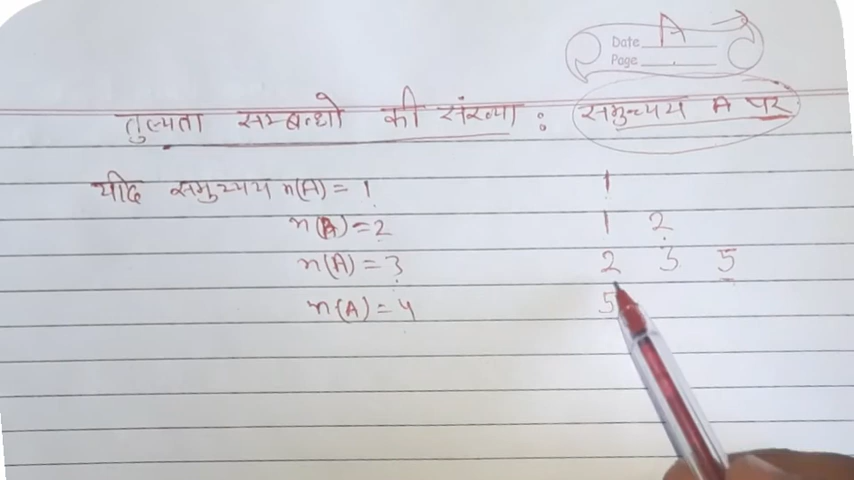 Date A
Page
तुल्यता सम्बन्धो की संख्या : समुच्चय A पर
यदि समुच्चय n(A) = 1 1
n(A) = 2 1 2
n(A) = 3 2 3 5
n(A) = 4 5